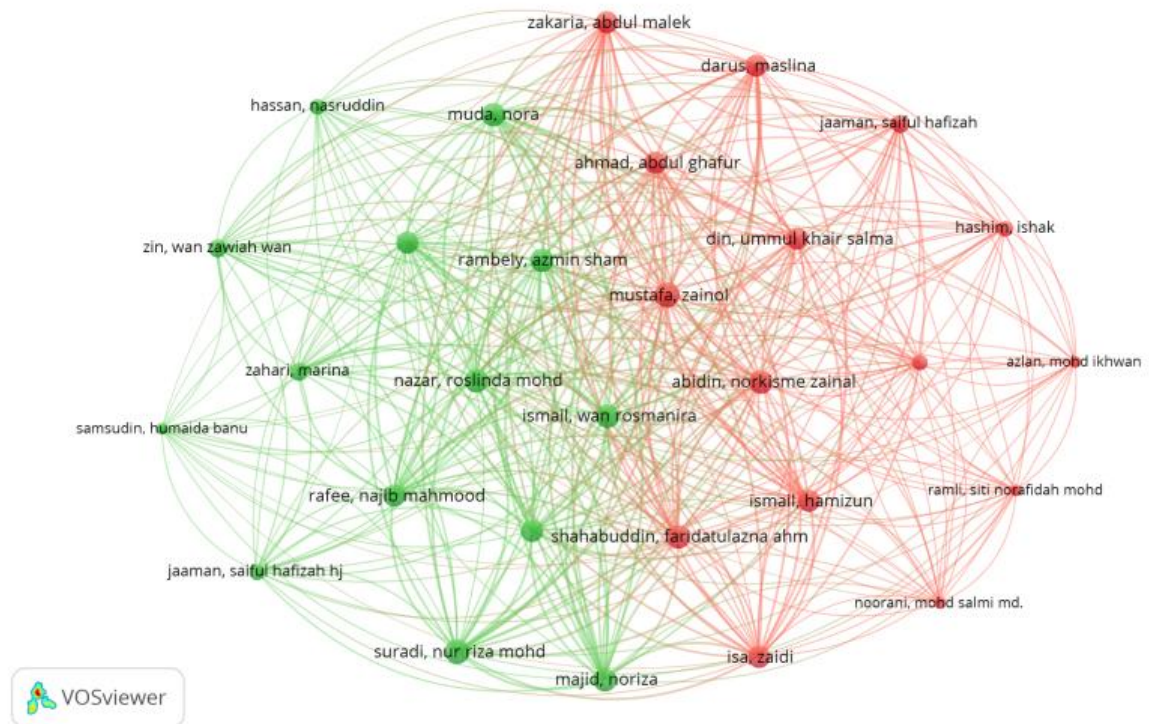 zakaria, abdul malek
darus, maslina
hassan, nasruddin
muda, nora
jaaman, saiful hafizah
ahmad, abdul ghafur
hashim, ishak
zin, wan zawiah wan
din, ummul khair salma
rambely, azmin sham
mustafa, zainol
azlan, mohd ikhwan
zahari, marina
nazar, roslinda mohd
abidin, norkisme zainal
ismail, wan rosmanira
samsudin, humaida banu
rafee, najib mahmood
ismail, hamizun
ramli, siti norafidah mohd
shahabuddin, faridatulazna ahm
jaaman, saiful hafizah hj
noorani, mohd salmi md.
suradi, nur riza mohd
isa, zaidi
majid, noriza
VOSviewer